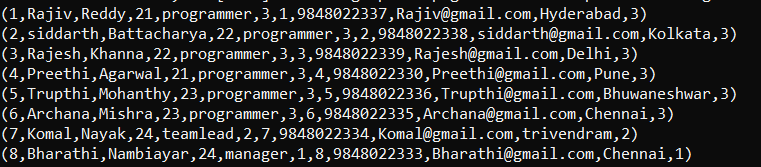 (1,Rajiv,Reddy,21,programmer,3,1,9848022337,Rajiv@gmail.com,Hyderabad,3)
(2,siddarth,Battacharya,22,programmer,3,2,9848022338,siddarth@gmail.com,Kolkata,3)
(3,Rajesh,Khanna,22,programmer,3,3,9848022339,Rajesh@gmail.com,Delhi,3)
(4,Preethi,Agarwal,21,programmer,3,4,9848022330,Preethi@gmail.com,Pune,3)
(5,Trupthi,Mohanthy,23,programmer,3,5,9848022336,Trupthi@gmail.com,Bhuwaneshwar,3)
(6,Archana,Mishra,23,programmer,3,6,9848022335,Archana@gmail.com,Chennai,3)
(7,Komal,Nayak,24,teamlead,2,7,9848022334,Komal@gmail.com,trivendram,2)
(8,Bharathi,Nambiayar,24,manager,1,8,9848022333,Bharathi@gmail.com,Chennai,1)